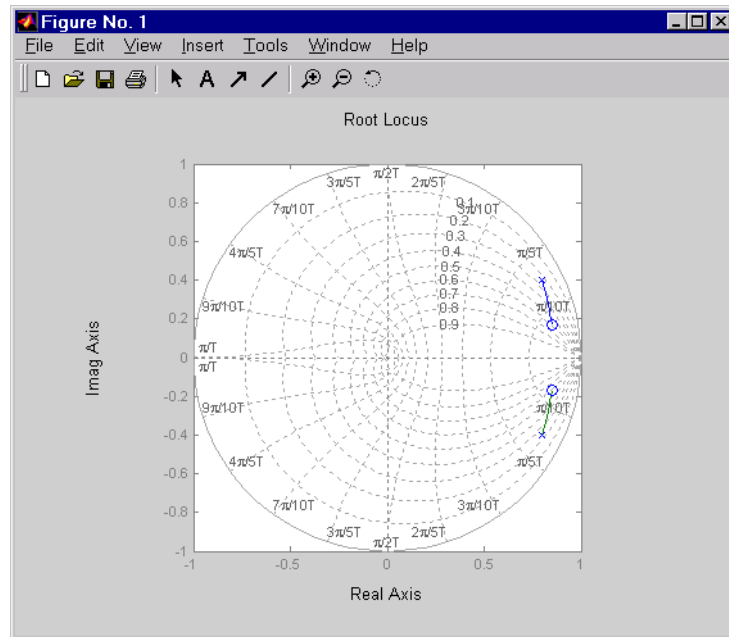 Figure No. 1
File Edit View Insert Tools Window Help
A
Root Locus
1
0.8
0.6
0.4
0.2
0
-0.2
-0.4
-0.6
-0.8
-1
Imag Axis
π/2T
3π/5T 2π/5T
7π/10T 3π/10T
4π/5T π/5T
9π/10T π/10T
π/T
0.1
0.2
0.3
0.4
0.5
0.6
0.7
0.8
0.9
π/T
9π/10T π/10T
4π/5T π/5T
7π/10T 3π/10T
3π/5T 2π/5T
π/2T
-1 -0.5 0 0.5 1
Real Axis